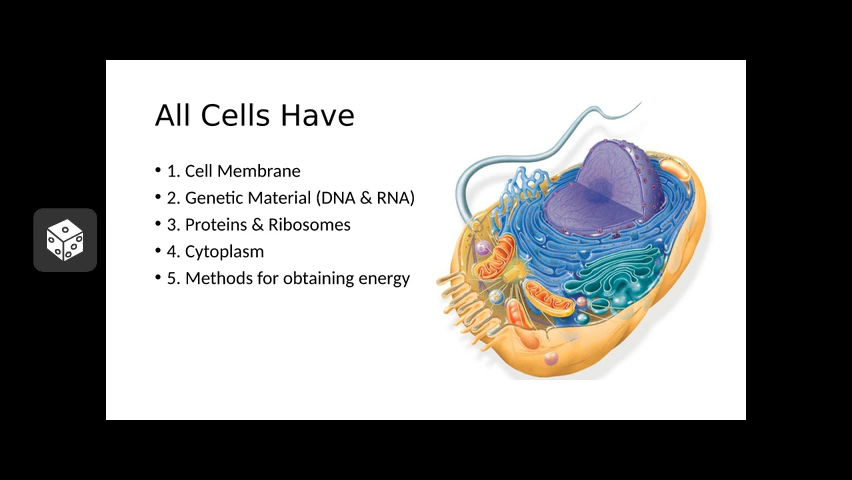 All Cells Have
• 1. Cell Membrane
• 2. Genetic Material (DNA & RNA)
• 3. Proteins & Ribosomes
• 4. Cytoplasm
• 5. Methods for obtaining energy